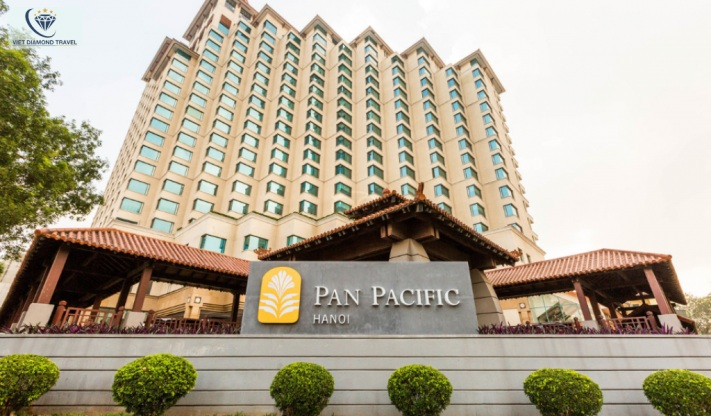 VIET DIAMOND TRAVEL
PAN PACIFIC
HANOI